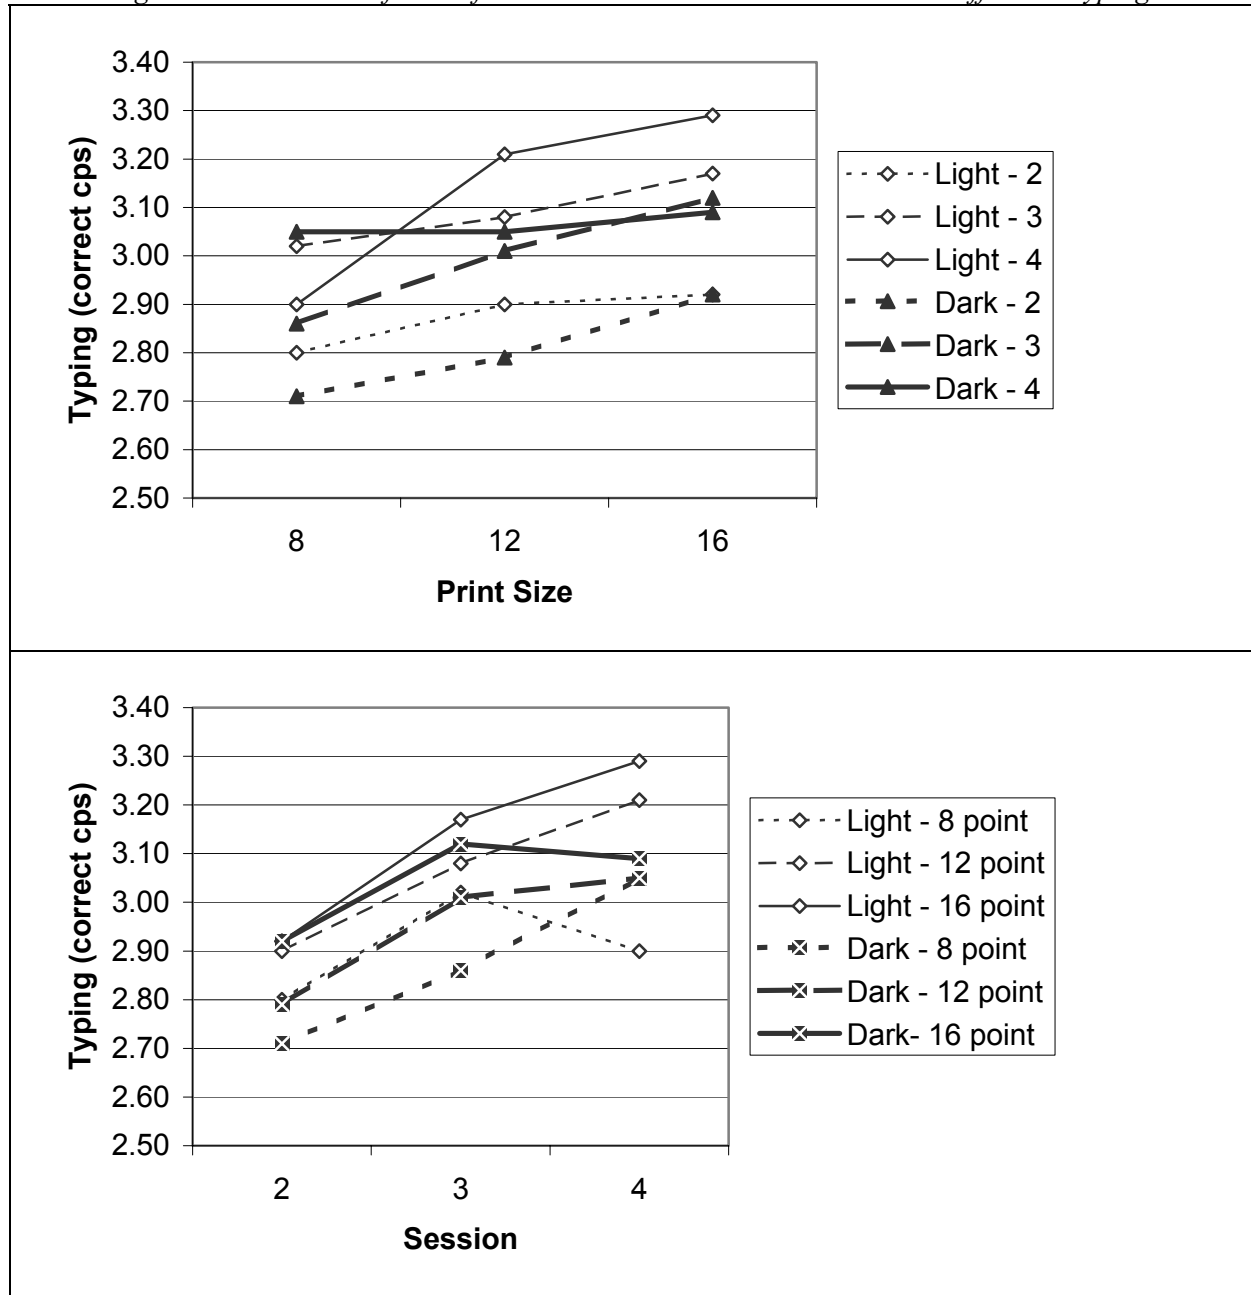 3.40
3.30
3.20
3.10
3.00
2.90
2.80
2.70
2.60
2.50
Typing (correct cps)
8 12 16
Print Size
Light - 2
Light - 3
Light - 4
Dark - 2
Dark - 3
Dark - 4
3.40
3.30
3.20
3.10
3.00
2.90
2.80
2.70
2.60
2.50
Typing (correct cps)
2 3 4
Session
Light - 8 point
Light - 12 point
Light - 16 point
Dark - 8 point
Dark - 12 point
Dark- 16 point